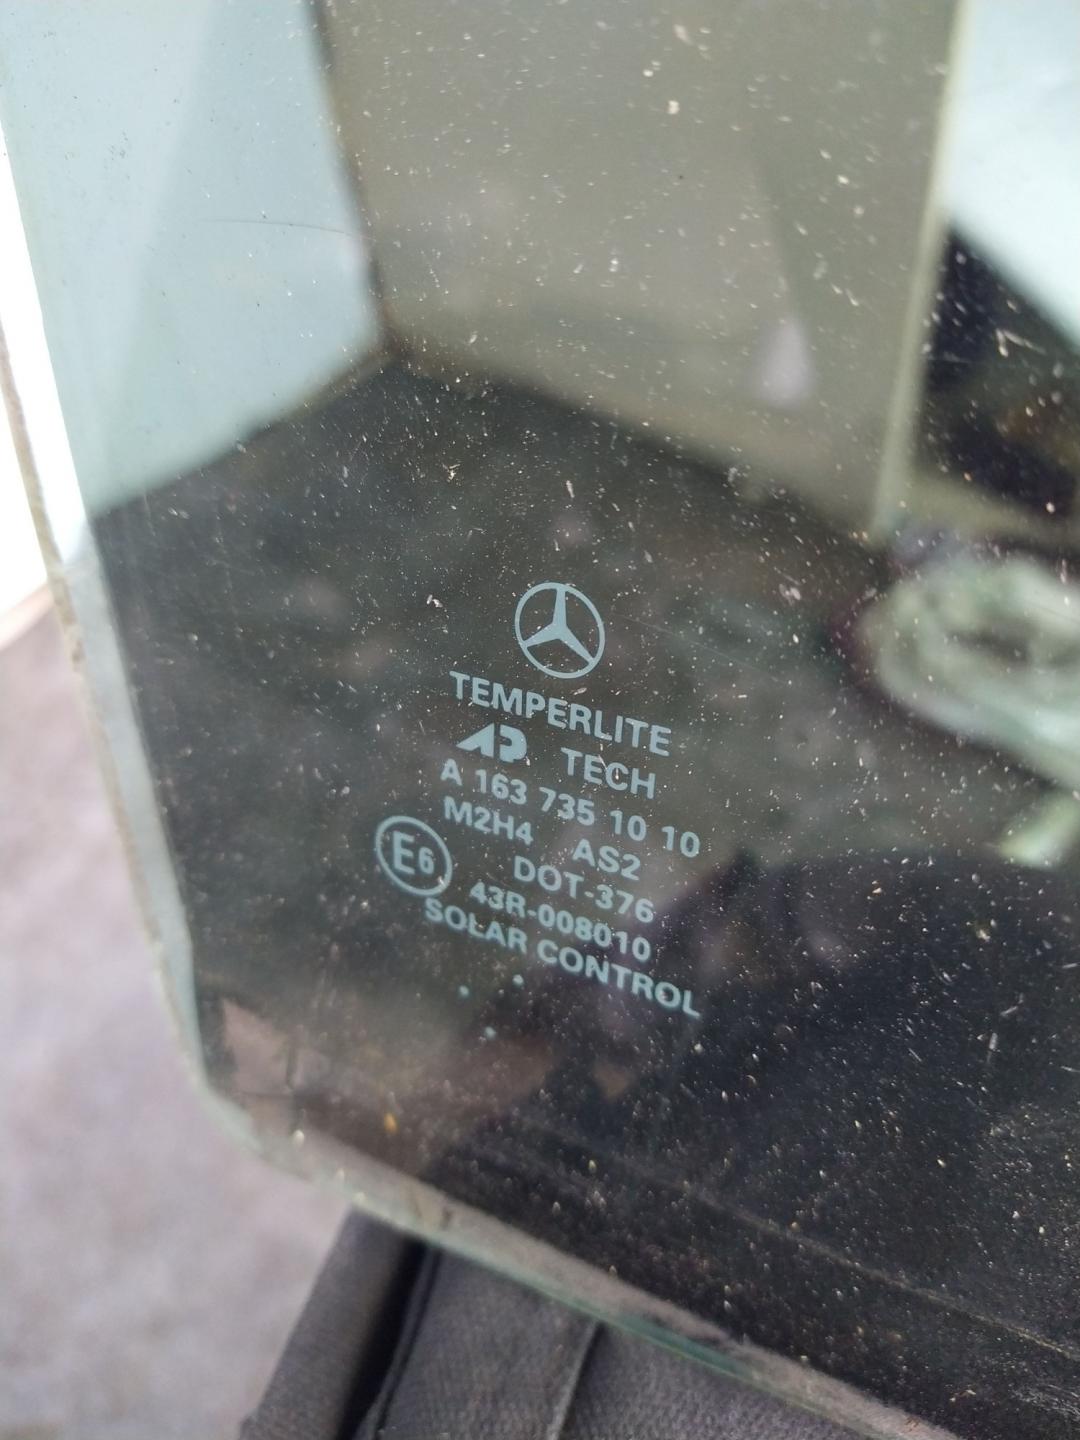 TEMPERLITE
AP TECH
A 163 735 10 10
M2H4 AS2
DOT-376
E6 43R-008010
SOLAR CONTROL